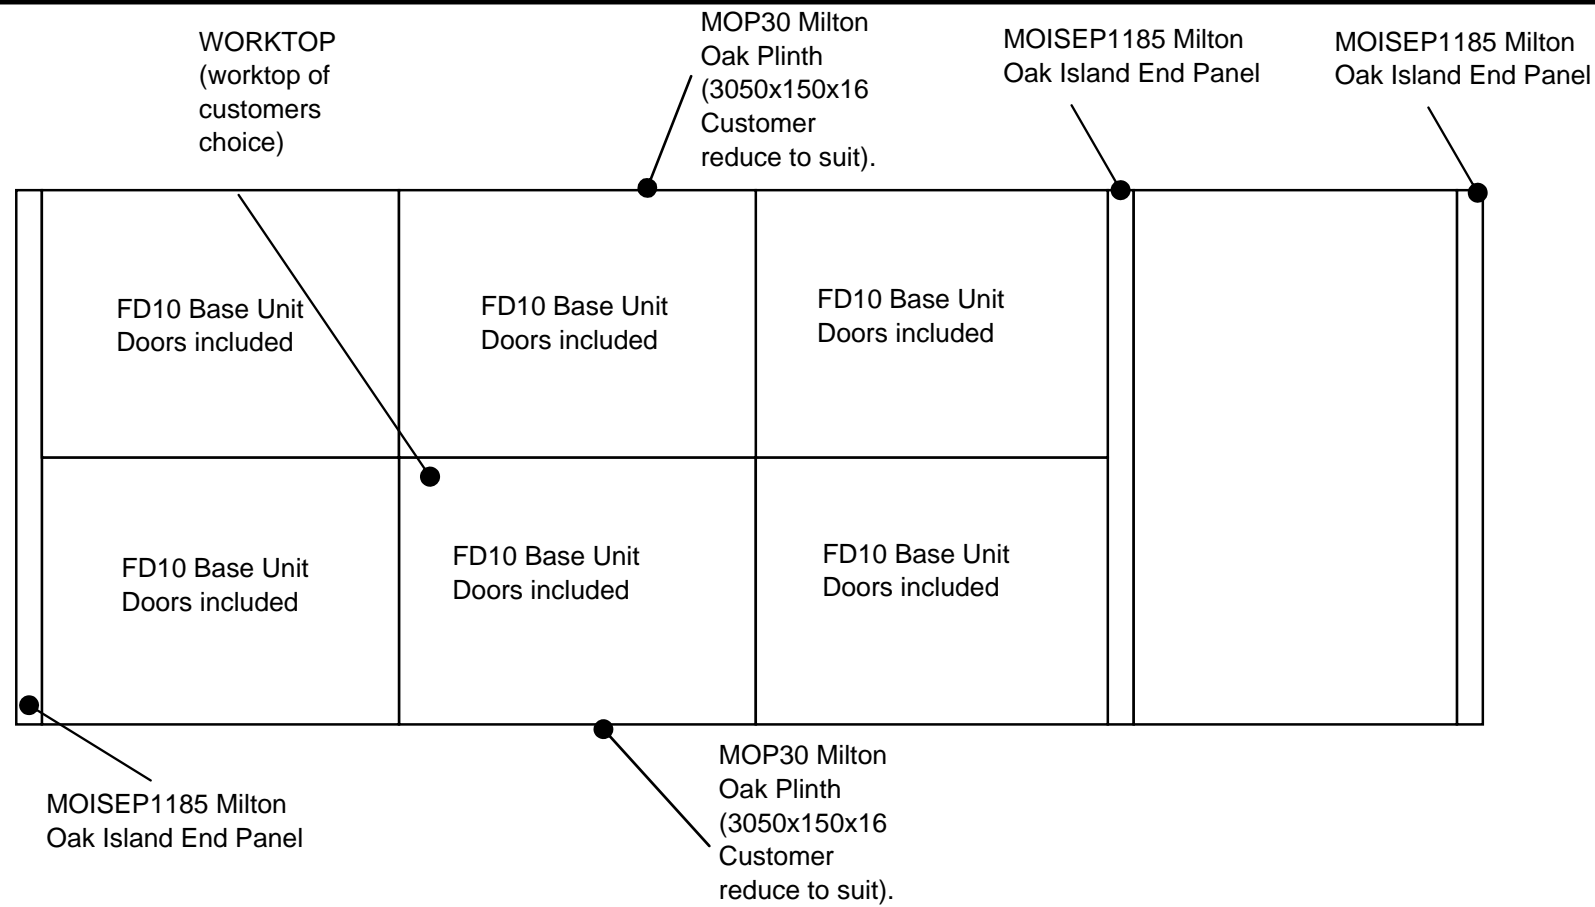 WORKTOP
(worktop of
customers
choice)
MOP30 Milton
Oak Plinth
(3050x150x16
Customer
reduce to suit).
MOISEP1185 Milton
Oak Island End Panel
MOISEP1185 Milton
Oak Island End Panel
FD10 Base Unit
Doors included
FD10 Base Unit
Doors included
FD10 Base Unit
Doors included
FD10 Base Unit
Doors included
FD10 Base Unit
Doors included
FD10 Base Unit
Doors included
MOISEP1185 Milton
Oak Island End Panel
MOP30 Milton
Oak Plinth
(3050x150x16
Customer
reduce to suit).